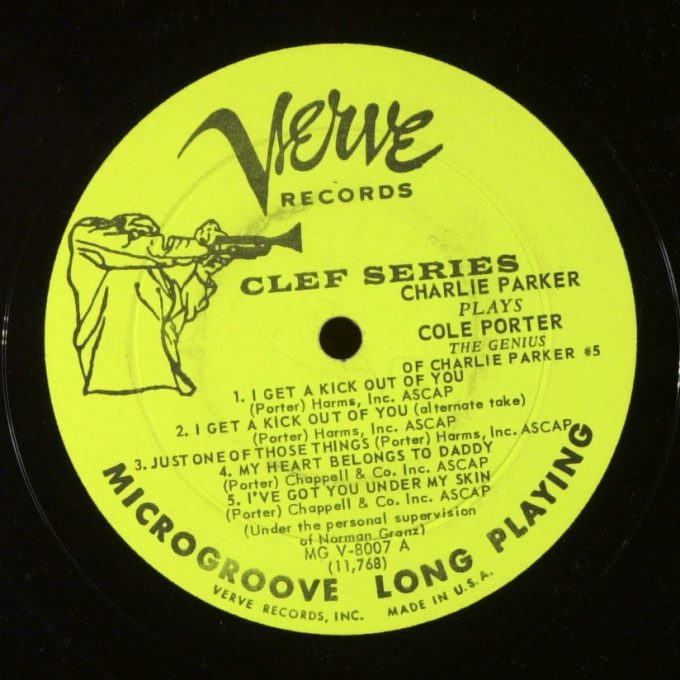 Verve
RECORDS
CLEF SERIES
CHARLIE PARKER
PLAYS
COLE PORTER
THE GENIUS
OF CHARLIE PARKER #5
1. I GET A KICK OUT OF YOU
(Porter) Harms, Inc. ASCAP
2. I GET A KICK OUT OF YOU (alternate take)
(Porter) Harms, Inc. ASCAP
3. JUST ONE OF THOSE THINGS (Porter) Harms, Inc. ASCAP
4. MY HEART BELONGS TO DADDY
(Porter) Chappell & Co. Inc. ASCAP
5. I'VE GOT YOU UNDER MY SKIN
(Porter) Chappell & Co. Inc. ASCAP
(Under the personal supervision
of Norman Granz)
MG V-8007 A
(11,768)
MICROGROOVE LONG PLAYING
VERVE RECORDS, INC. MADE IN U.S.A.